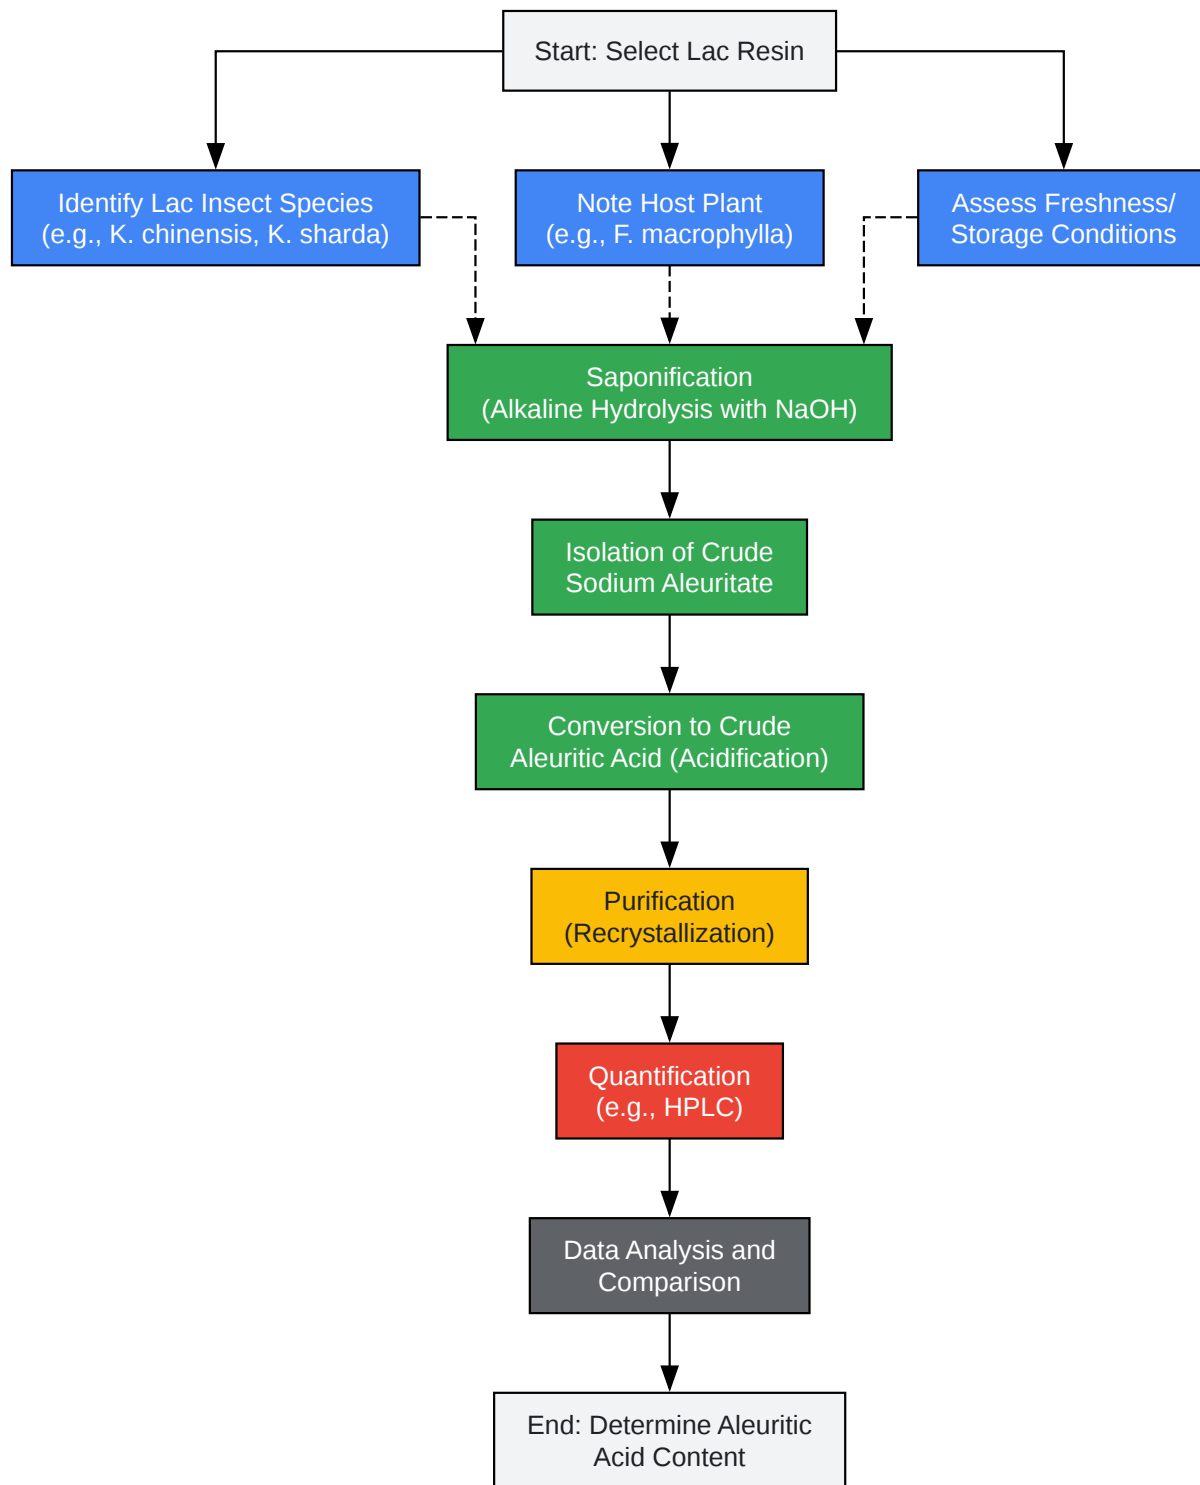 Start: Select Lac Resin
Identify Lac Insect Species
(e.g., K. chinensis, K. sharda)
Note Host Plant
(e.g., F. macrophylla)
Assess Freshness/
Storage Conditions
Saponification
(Alkaline Hydrolysis with NaOH)
Isolation of Crude
Sodium Aleuritate
Conversion to Crude
Aleuritic Acid (Acidification)
Purification
(Recrystallization)
Quantification
(e.g., HPLC)
Data Analysis and
Comparison
End: Determine Aleuritic
Acid Content